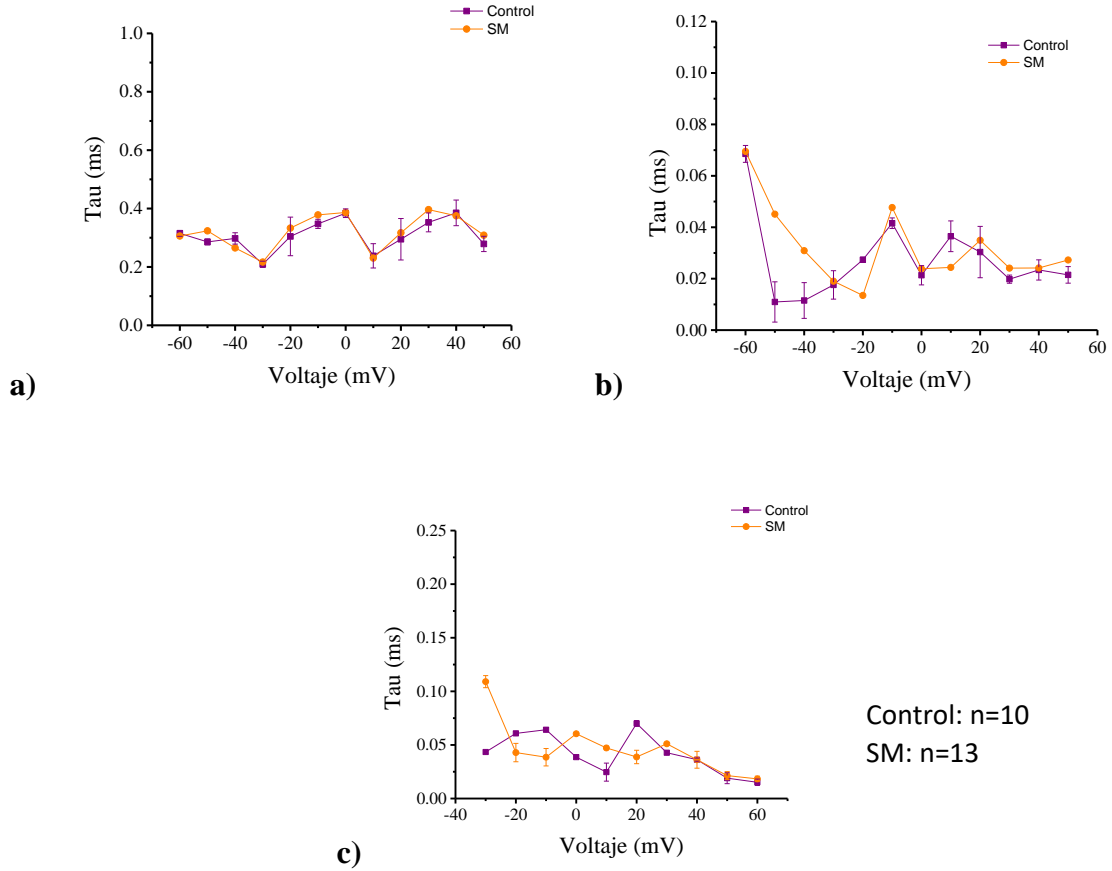 Control
SM
1.0
0.8
0.6
0.4
0.2
0.0
Tau (ms)
-60 -40 -20 0 20 40 60
Voltaje (mV)
a)
Control
SM
0.12
0.10
0.08
0.06
0.04
0.02
0.00
Tau (ms)
-60 -40 -20 0 20 40 60
Voltaje (mV)
b)
Control
SM
0.25
0.20
0.15
0.10
0.05
0.00
Tau (ms)
-40 -20 0 20 40 60
Voltaje (mV)
c)
Control: n=10
SM: n=13